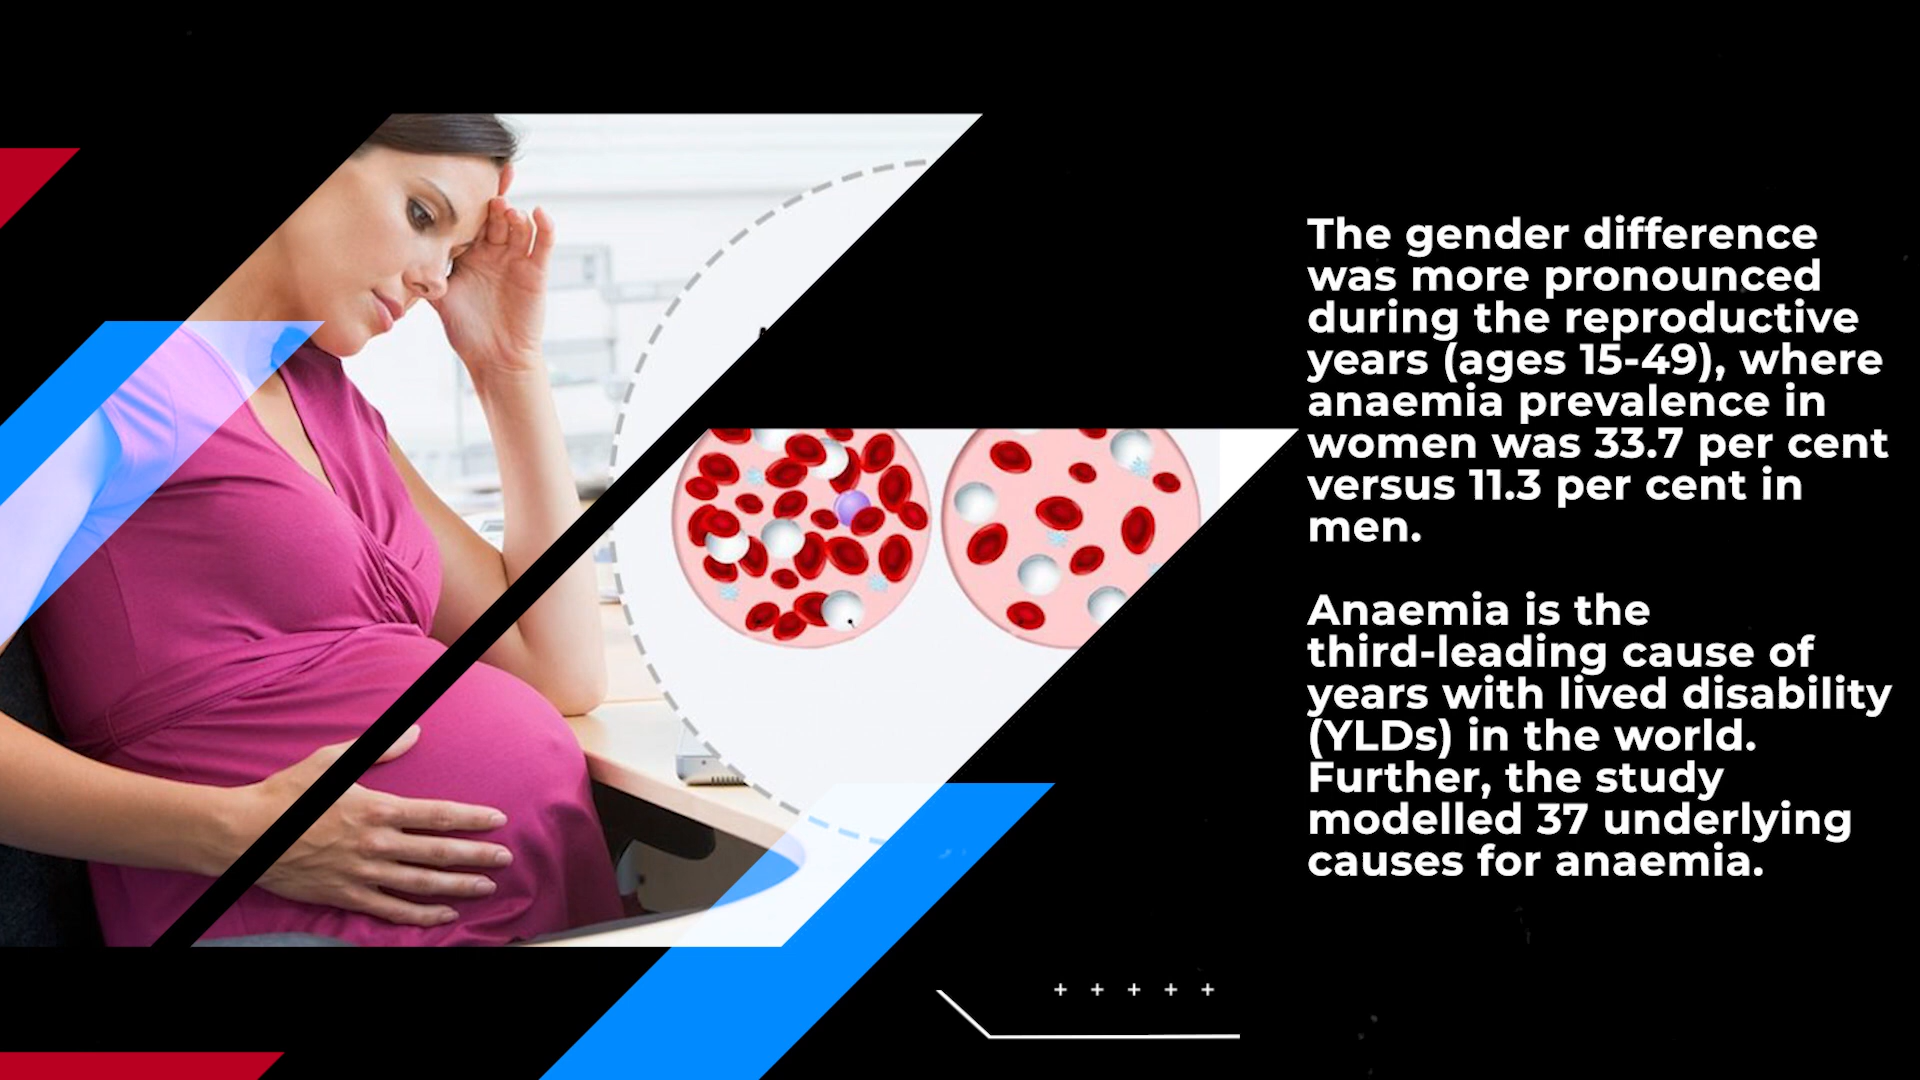 The gender difference
was more pronounced
during the reproductive
years (ages 15-49), where
anaemia prevalence in
women was 33.7 per cent
versus 11.3 per cent in
men.
Anaemia is the
third-leading cause of
years with lived disability
(YLDs) in the world.
Further, the study
modelled 37 underlying
causes for anaemia.